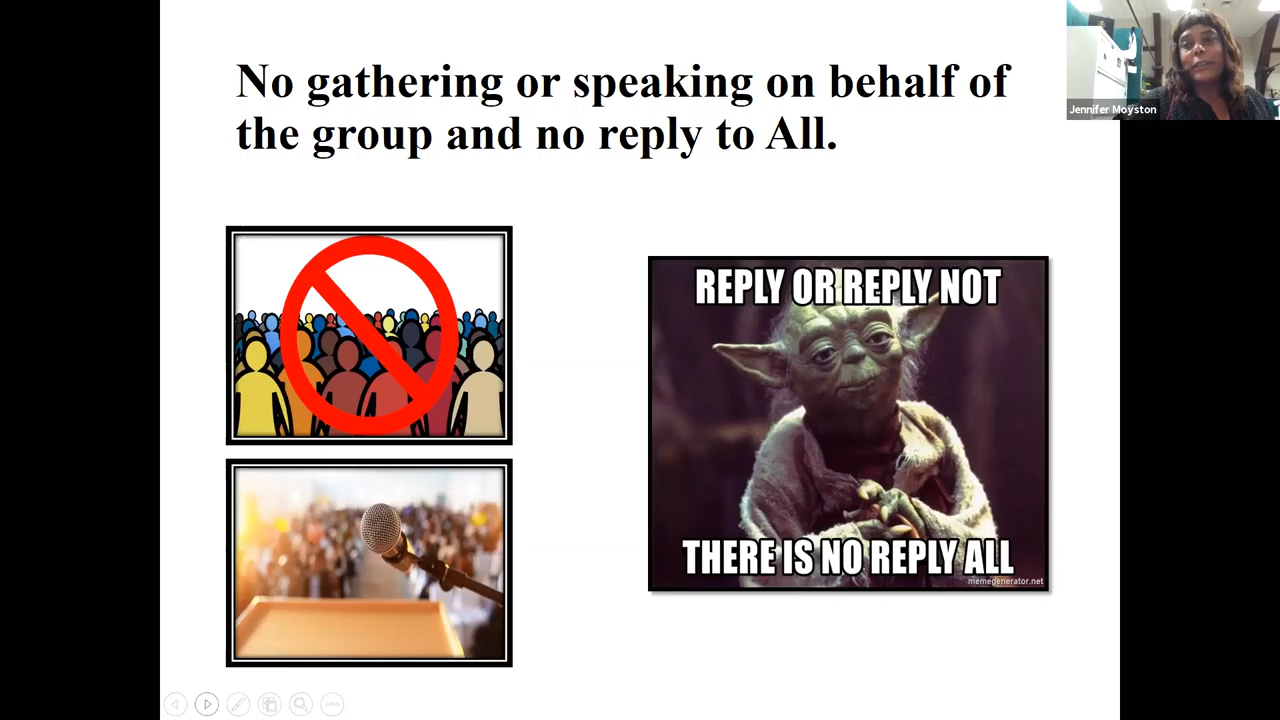 No gathering or speaking on behalf of
the group and no reply to All.
Jennifer Moyston
REPLY OR REPLY NOT
THERE IS NO REPLY ALL
memegenerator.net